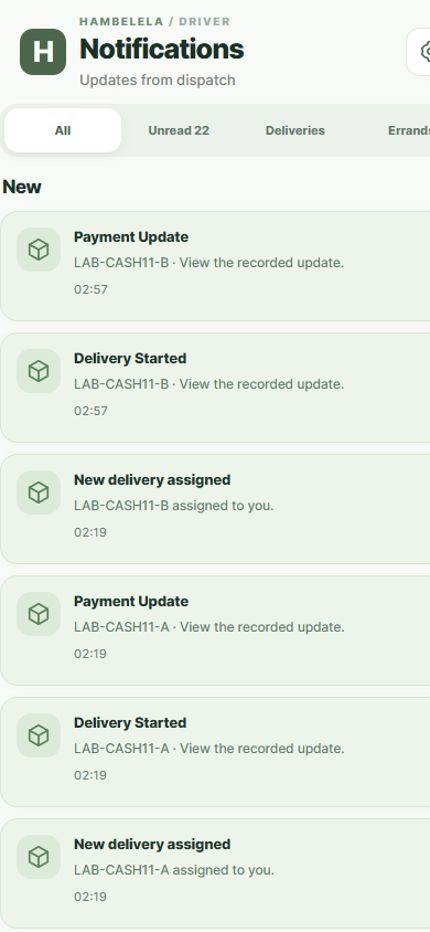 HAMBELELA / DRIVER
H
Notifications
Updates from dispatch
All
Unread 22
Deliveries
Errands
New
Payment Update
LAB-CASH11-B · View the recorded update.
02:57
Delivery Started
LAB-CASH11-B · View the recorded update.
02:57
New delivery assigned
LAB-CASH11-B assigned to you.
02:19
Payment Update
LAB-CASH11-A · View the recorded update.
02:19
Delivery Started
LAB-CASH11-A · View the recorded update.
02:19
New delivery assigned
LAB-CASH11-A assigned to you.
02:19